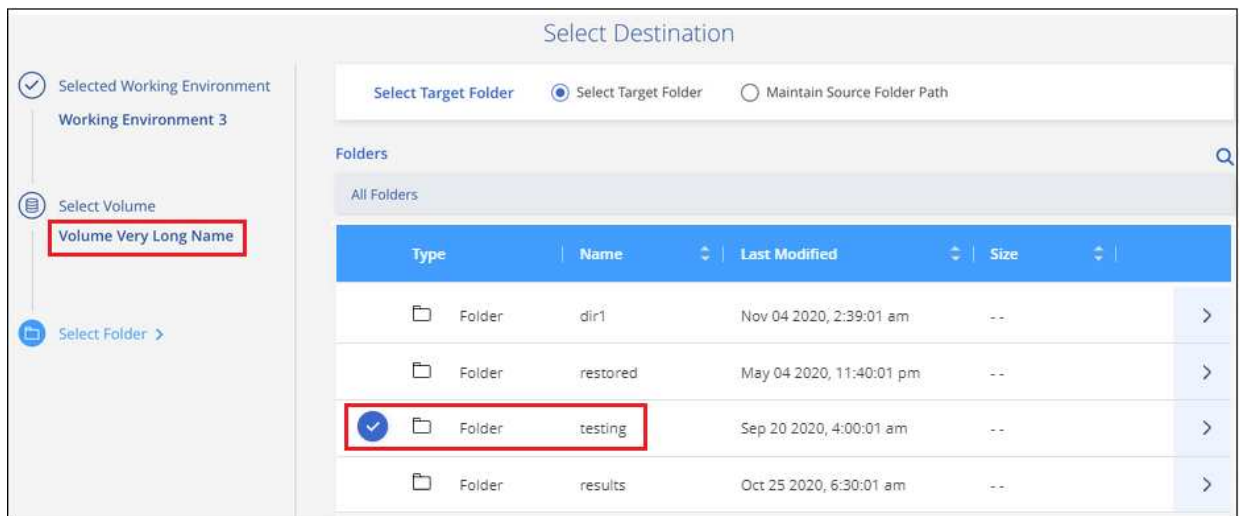 Select Destination
Selected Working Environment
Working Environment 3
Select Volume
Volume Very Long Name
Select Folder >
Select Target Folder Select Target Folder Maintain Source Folder Path
Folders
All Folders
Type Name Last Modified Size
Folder dir1 Nov 04 2020, 2:39:01 am --
Folder restored May 04 2020, 11:40:01 pm --
Folder testing Sep 20 2020, 4:00:01 am --
Folder results Oct 25 2020, 6:30:01 am --